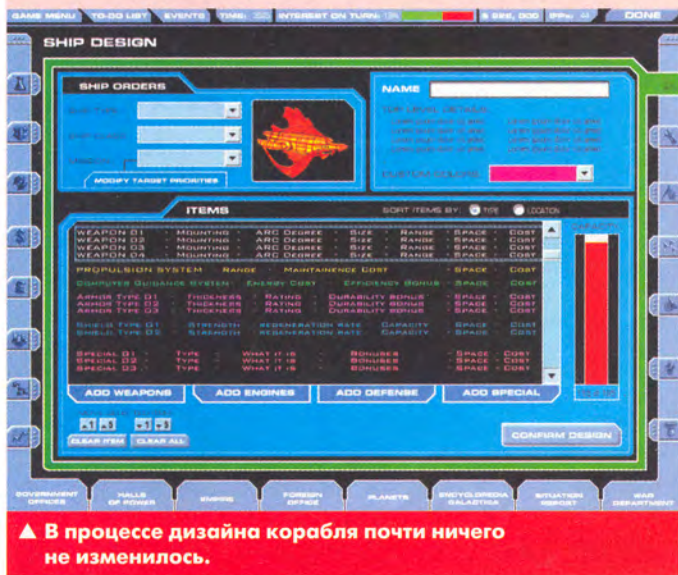 GAME MENU TO-DO LIST EVENTS TIME: INTEREST ON TURN: DONE
SHIP DESIGN
SHIP ORDERS
NAME
MODIFY TARGET PRIORITIES
ITEMS SORT ITEMS BY: TYPE LOCATION
WEAPON 01 - MOUNTING - ARC DEGREE - SIZE - RANGE - SPACE - COST
WEAPON 02 - MOUNTING - ARC DEGREE - SIZE - RANGE - SPACE - COST
WEAPON 03 - MOUNTING - ARC DEGREE - SIZE - RANGE - SPACE - COST
WEAPON 04 - MOUNTING - ARC DEGREE - SIZE - RANGE - SPACE - COST
PROPULSION SYSTEM RANGE MAINTAINENCE COST - SPACE - COST
COMPUTER GUIDANCE SYSTEM ENERGY COST EFFICIENCY BONUS - SPACE - COST
ARMOR TYPE 01 - THICKNESS - RATING - DURABILITY BONUS - SPACE - COST
ARMOR TYPE 02 - THICKNESS - RATING - DURABILITY BONUS - SPACE - COST
ARMOR TYPE 03 - THICKNESS - RATING - DURABILITY BONUS - SPACE - COST
SHIELD TYPE 01 - STRENGTH - REGENERATION RATE - CAPACITY - SPACE - COST
SHIELD TYPE 02 - STRENGTH - REGENERATION RATE - CAPACITY - SPACE - COST
SPECIAL 01 - TYPE - WHAT IT IS - BONUSES - SPACE - COST
SPECIAL 02 - TYPE - WHAT IT IS - BONUSES - SPACE - COST
SPECIAL 03 - TYPE - WHAT IT IS - BONUSES - SPACE - COST
ADD WEAPONS ADD ENGINES ADD DEFENSE ADD SPECIAL
CLEAR ITEM CLEAR ALL
CONFIRM DESIGN
GOVERNMENT OFFICES HALLS OF POWER EMPIRE FOREIGN OFFICE PLANETS ENCYCLOPEDIA GALACTICA SITUATION REPORT WAR DEPARTMENT
▲ В процессе дизайна корабля почти ничего
не изменилось.